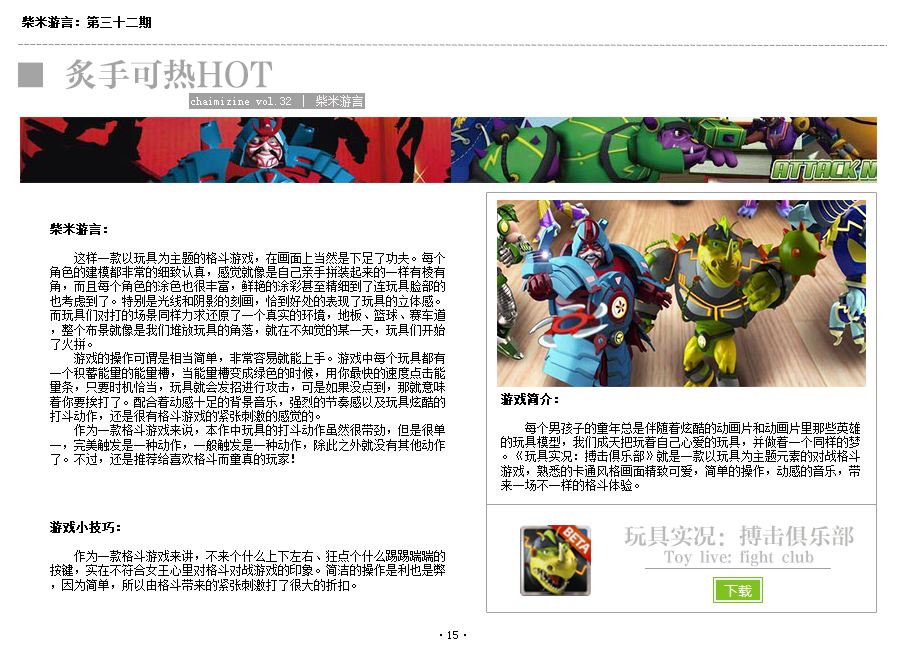 柴米游言：第三十二期
炙手可热HOT
chaimizine vol.32 | 柴米游言
ATTACK N
柴米游言：
这样一款以玩具为主题的格斗游戏，在画面上当然是下足了功夫。每个
角色的建模都非常的细致认真，感觉就像是自己亲手拼装起来的一样有棱有
角，而且每个角色的涂色也很丰富，鲜艳的涂彩甚至精细到了连玩具脸部的
也考虑到了。特别是光线和阴影的刻画，恰到好处的表现了玩具的立体感。
而玩具们对打的场景同样力求还原了一个真实的环境，地板、篮球、赛车道
，整个布景就像是我们堆放玩具的角落，就在不知觉的某一天，玩具们开始
了火拼。
游戏的操作可谓是相当简单，非常容易就能上手。游戏中每个玩具都有
一个积蓄能量的能量槽，当能量槽变成绿色的时候，用你最快的速度点击能
量条，只要时机恰当，玩具就会发招进行攻击，可是如果没点到，那就意味
着你要挨打了。配合着动感十足的背景音乐，强烈的节奏感以及玩具炫酷的
打斗动作，还是很有格斗游戏的紧张刺激的感觉的。
作为一款格斗游戏来说，本作中玩具的打斗动作虽然很带劲，但是很单
一，完美触发是一种动作，一般触发是一种动作，除此之外就没有其他动作
了。不过，还是推荐给喜欢格斗而重真的玩家！
游戏小技巧：
作为一款格斗游戏来讲，不来个什么上下左右、狂点个什么踢踢踹踹的
按键，实在不符合女王心里对格斗对战游戏的印象。简洁的操作是利也是弊
，因为简单，所以由格斗带来的紧张刺激打了很大的折扣。
游戏简介：
每个男孩子的童年总是伴随着炫酷的动画片和动画片里那些英雄
的玩具模型，我们成天把玩着自己心爱的玩具，并做着一个同样的梦
。《玩具实况：搏击俱乐部》就是一款以玩具为主题元素的对战格斗
游戏，熟悉的卡通风格画面精致可爱，简单的操作，动感的音乐，带
来一场不一样的格斗体验。
BETA
玩具实况：搏击俱乐部
Toy live: fight club
下载
·15·